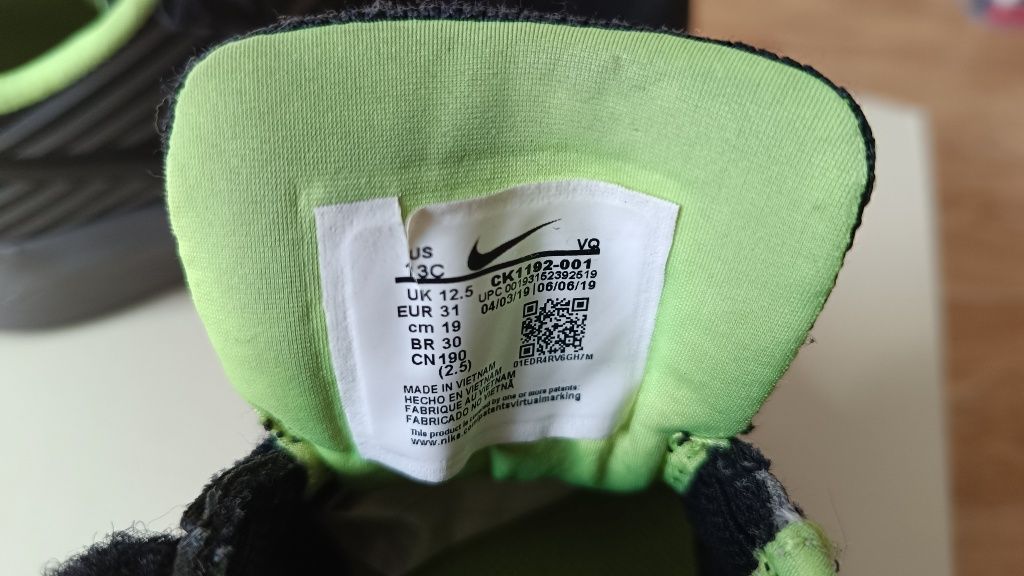 US
13C
VQ
UK 12.5
EUR 31
cm 19
BR 30
CN 190
(2.5)
CK1192-001
UPC 00193152392519
04/03/19 | 06/06/19
01EDR4RV6GH7M
MADE IN VIETNAM
HECHO EN VIETNAM
FABRIQUE AU VIETNAM
FABRICADO NO VIETNÃ
This product is covered by one or more patents:
www.nike.com/patentsvirtualmarking